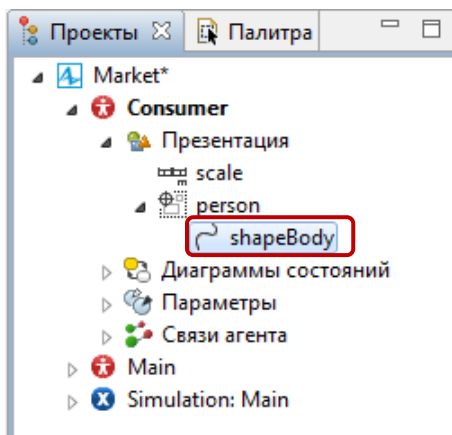 Проекты Палитра
Market*
Consumer
Презентация
scale
person
shapeBody
Диаграммы состояний
Параметры
Связи агента
Main
Simulation: Main